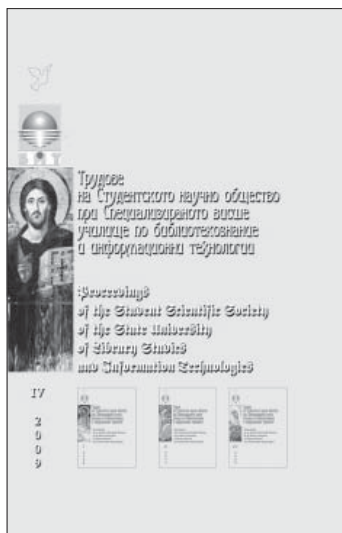 Трудове
на Студентското научно общество
при Специализираното висше
училище по библиотекознание
и информационни технологии
Proceedings
of the Student Scientific Society
of the State University
of Library Studies
and Information Technologies
IV
2
0
0
9